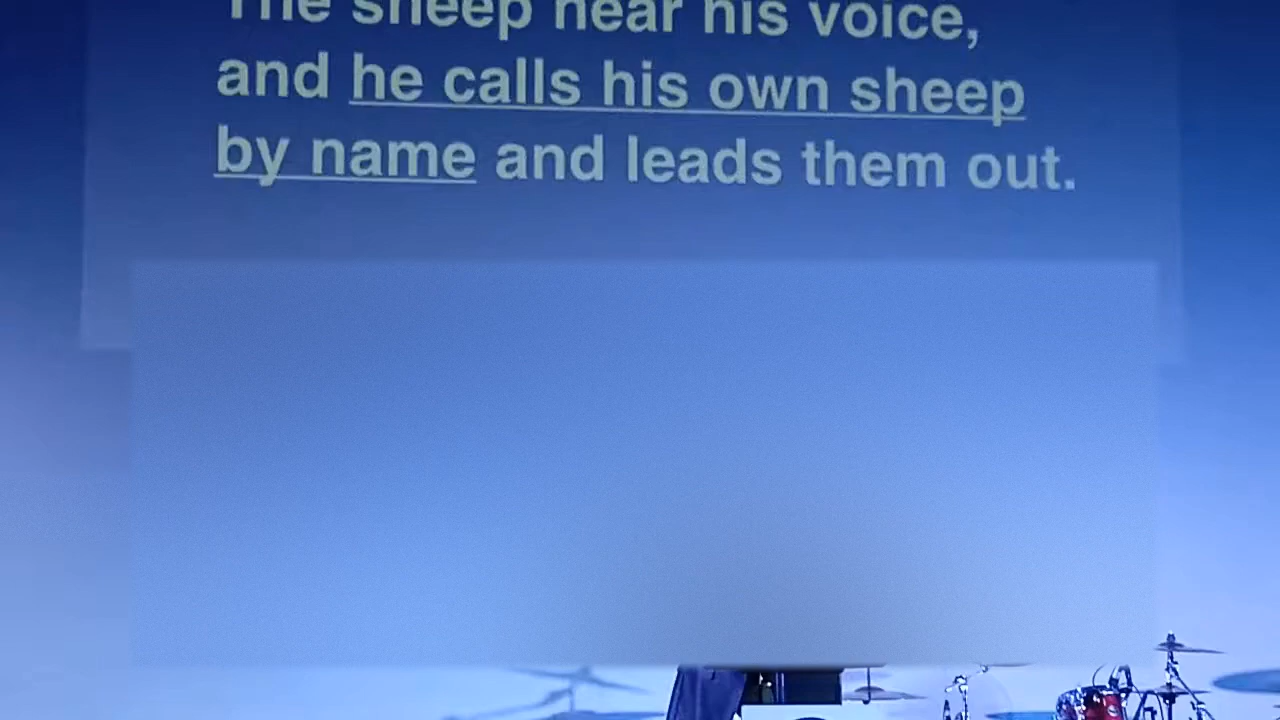 The sheep hear his voice,
and he calls his own sheep
by name and leads them out.